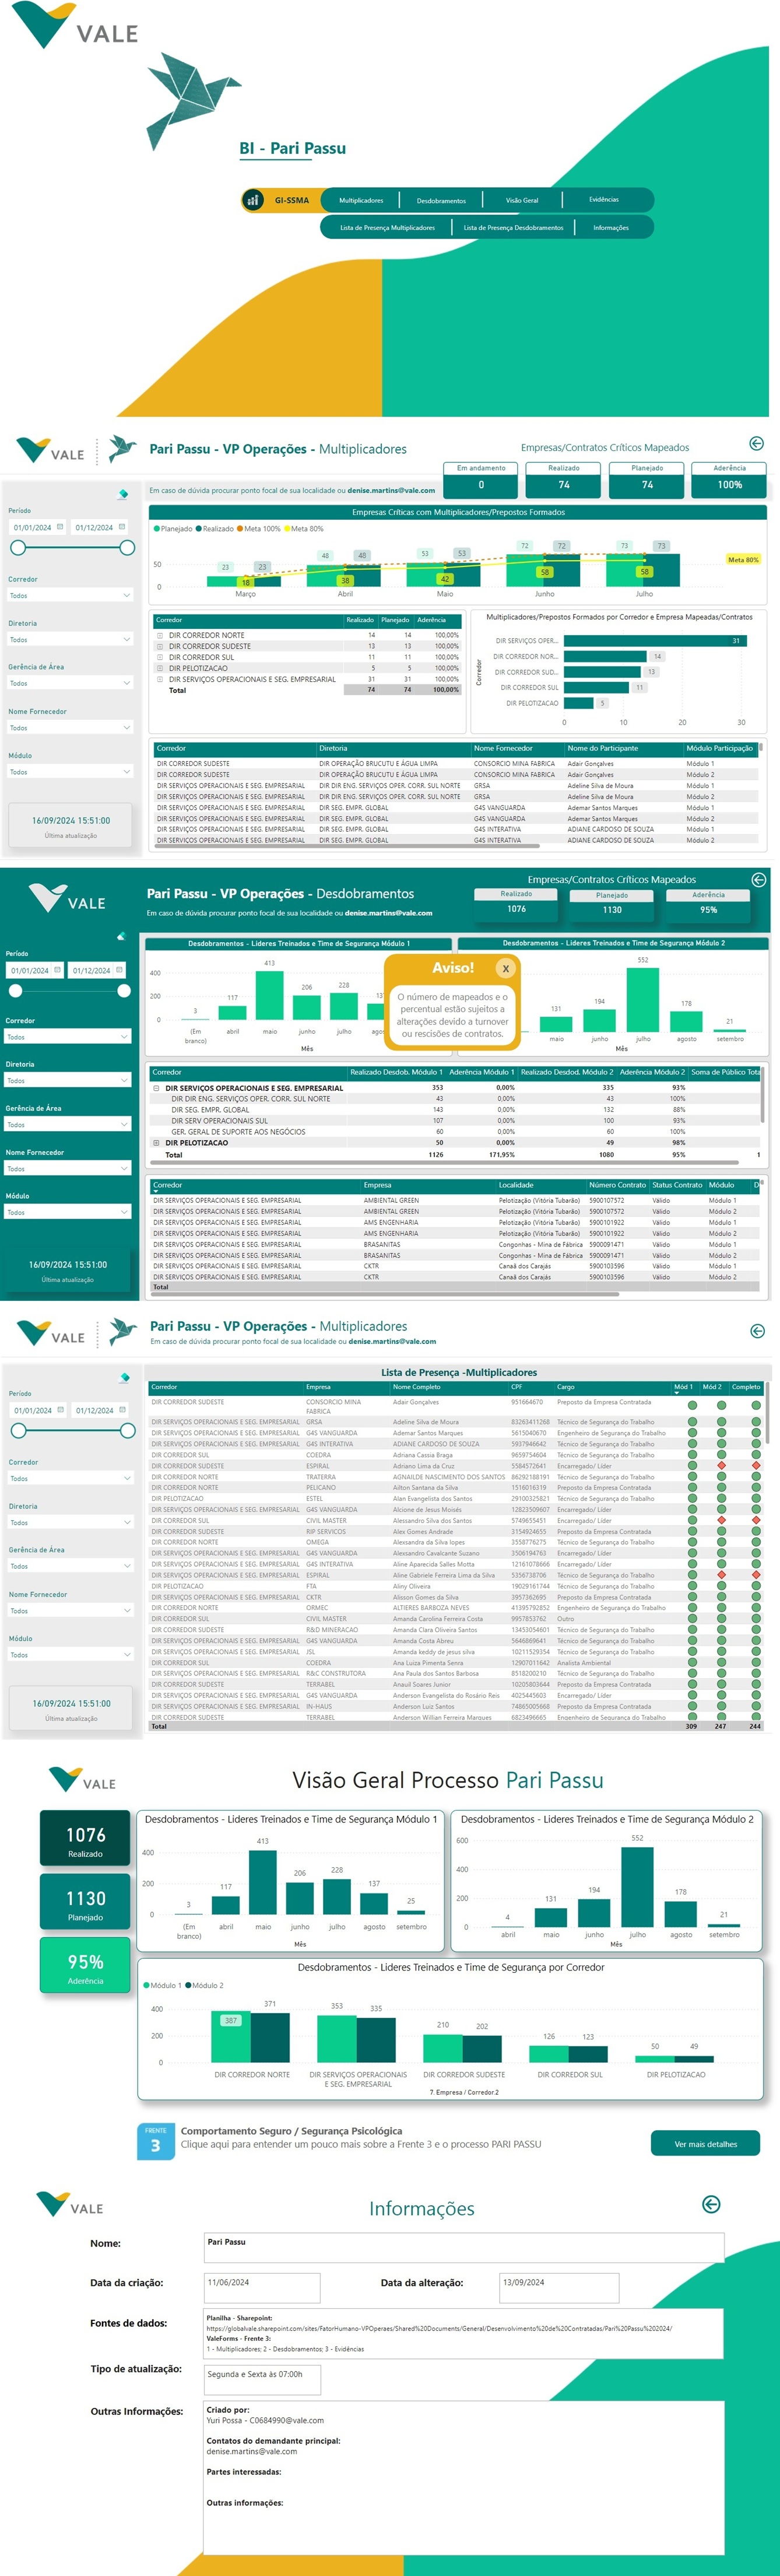 VALE
BI - Pari Passu
GI-SSMA
Multiplicadores
Desdobramentos
Visão Geral
Evidências
Lista de Presença Multiplicadores
Lista de Presença Desdobramentos
Informações
VALE
Pari Passu - VP Operações - Multiplicadores
Em caso de dúvida procurar ponto focal de sua localidade ou denise.martins@vale.com
Empresas/Contratos Críticos Mapeados
Em andamento Realizado Planejado Aderência
0 74 74 100%
Período
01/01/2024 01/12/2024
Corredor
Todos
Diretoria
Todos
Gerência de Área
Todos
Nome Fornecedor
Todos
Módulo
Todos
16/09/2024 15:51:00
Última atualização
Empresas Críticas com Multiplicadores/Prepostos Formados
Planejado Realizado Meta 100% Meta 80%
50
0
23 23 18
48 48 38
53 53 42
72 72 58
73 73 58
Meta 80%
Março Abril Maio Junho Julho
Corredor Realizado Planejado Aderência
DIR CORREDOR NORTE 14 14 100,00%
DIR CORREDOR SUDESTE 13 13 100,00%
DIR CORREDOR SUL 11 11 100,00%
DIR PELOTIZACAO 5 5 100,00%
DIR SERVIÇOS OPERACIONAIS E SEG. EMPRESARIAL 31 31 100,00%
Total 74 74 100,00%
Multiplicadores/Prepostos Formados por Corredor e Empresa Mapeadas/Contratos
Corredor
DIR SERVIÇOS OPER... 31
DIR CORREDOR NOR... 14
DIR CORREDOR SUD... 13
DIR CORREDOR SUL 11
DIR PELOTIZACAO 5
0 10 20 30
Corredor Diretoria Nome Fornecedor Nome do Participante Módulo Participação
DIR CORREDOR SUDESTE DIR OPERAÇÃO BRUCUTU E ÁGUA LIMPA CONSORCIO MINA FABRICA Adair Gonçalves Módulo 1
DIR CORREDOR SUDESTE DIR OPERAÇÃO BRUCUTU E ÁGUA LIMPA CONSORCIO MINA FABRICA Adair Gonçalves Módulo 2
DIR SERVIÇOS OPERACIONAIS E SEG. EMPRESARIAL DIR DIR ENG. SERVIÇOS OPER. CORR. SUL NORTE GRSA Adeline Silva de Moura Módulo 1
DIR SERVIÇOS OPERACIONAIS E SEG. EMPRESARIAL DIR DIR ENG. SERVIÇOS OPER. CORR. SUL NORTE GRSA Adeline Silva de Moura Módulo 2
DIR SERVIÇOS OPERACIONAIS E SEG. EMPRESARIAL DIR SEG. EMPR. GLOBAL G4S VANGUARDA Ademar Santos Marques Módulo 1
DIR SERVIÇOS OPERACIONAIS E SEG. EMPRESARIAL DIR SEG. EMPR. GLOBAL G4S VANGUARDA Ademar Santos Marques Módulo 2
DIR SERVIÇOS OPERACIONAIS E SEG. EMPRESARIAL DIR SEG. EMPR. GLOBAL G4S INTERATIVA ADIANE CARDOSO DE SOUZA Módulo 1
DIR SERVIÇOS OPERACIONAIS E SEG. EMPRESARIAL DIR SEG. EMPR. GLOBAL G4S INTERATIVA ADIANE CARDOSO DE SOUZA Módulo 2
VALE
Pari Passu - VP Operações - Desdobramentos
Em caso de dúvida procurar ponto focal de sua localidade ou denise.martins@vale.com
Empresas/Contratos Críticos Mapeados
Realizado Planejado Aderência
1076 1130 95%
Período
01/01/2024 01/12/2024
Corredor
Todos
Diretoria
Todos
Gerência de Área
Todos
Nome Fornecedor
Todos
Módulo
Todos
16/09/2024 15:51:00
Última atualização
Desdobramentos - Lideres Treinados e Time de Segurança Módulo 1
400
200
0
3 117 413 206 228 13
(Em branco) abril maio junho julho agos
Mês
Aviso!
X
O número de mapeados e o
percentual estão sujeitos a
alterações devido a turnover
ou rescisões de contratos.
Desdobramentos - Lideres Treinados e Time de Segurança Módulo 2
131 194 552 178 21
maio junho julho agosto setembro
Mês
Corredor Realizado Desdob. Módulo 1 Aderência Módulo 1 Realizado Desdob. Módulo 2 Aderência Módulo 2 Soma de Público Tota
DIR SERVIÇOS OPERACIONAIS E SEG. EMPRESARIAL 353 0,00% 335 93%
DIR DIR ENG. SERVIÇOS OPER. CORR. SUL NORTE 43 0,00% 43 100%
DIR SEG. EMPR. GLOBAL 143 0,00% 132 88%
DIR SERV OPERACIONAIS SUL 107 0,00% 100 93%
GER. GERAL DE SUPORTE AOS NEGÓCIOS 60 0,00% 60 100%
DIR PELOTIZACAO 50 0,00% 49 98%
Total 1126 171,95% 1080 95% 1
Corredor Empresa Localidade Número Contrato Status Contrato Módulo D
DIR SERVIÇOS OPERACIONAIS E SEG. EMPRESARIAL AMBIENTAL GREEN Pelotização (Vitória Tubarão) 5900107572 Válido Módulo 1
DIR SERVIÇOS OPERACIONAIS E SEG. EMPRESARIAL AMBIENTAL GREEN Pelotização (Vitória Tubarão) 5900107572 Válido Módulo 2
DIR SERVIÇOS OPERACIONAIS E SEG. EMPRESARIAL AMS ENGENHARIA Pelotização (Vitória Tubarão) 5900101922 Válido Módulo 1
DIR SERVIÇOS OPERACIONAIS E SEG. EMPRESARIAL AMS ENGENHARIA Pelotização (Vitória Tubarão) 5900101922 Válido Módulo 2
DIR SERVIÇOS OPERACIONAIS E SEG. EMPRESARIAL BRASANITAS Congonhas - Mina de Fábrica 5900091471 Válido Módulo 1
DIR SERVIÇOS OPERACIONAIS E SEG. EMPRESARIAL BRASANITAS Congonhas - Mina de Fábrica 5900091471 Válido Módulo 2
DIR SERVIÇOS OPERACIONAIS E SEG. EMPRESARIAL CKTR Canaã dos Carajás 5900103596 Válido Módulo 1
DIR SERVIÇOS OPERACIONAIS E SEG. EMPRESARIAL CKTR Canaã dos Carajás 5900103596 Válido Módulo 2
Total
VALE
Pari Passu - VP Operações - Multiplicadores
Em caso de dúvida procurar ponto focal de sua localidade ou denise.martins@vale.com
Período
01/01/2024 01/12/2024
Corredor
Todos
Diretoria
Todos
Gerência de Área
Todos
Nome Fornecedor
Todos
Módulo
Todos
16/09/2024 15:51:00
Última atualização
Lista de Presença -Multiplicadores
Corredor Empresa Nome Completo CPF Cargo Mód 1 Mód 2 Completo
DIR CORREDOR SUDESTE CONSORCIO MINA FABRICA Adair Gonçalves 951664670 Preposto da Empresa Contratada
DIR SERVIÇOS OPERACIONAIS E SEG. EMPRESARIAL GRSA Adeline Silva de Moura 83263411268 Técnico de Segurança do Trabalho
DIR SERVIÇOS OPERACIONAIS E SEG. EMPRESARIAL G4S VANGUARDA Ademar Santos Marques 5615040670 Engenheiro de Segurança do Trabalho
DIR SERVIÇOS OPERACIONAIS E SEG. EMPRESARIAL G4S INTERATIVA ADIANE CARDOSO DE SOUZA 5937946642 Técnico de Segurança do Trabalho
DIR CORREDOR SUL COEDRA Adriana Cassia Braga 9659754604 Técnico de Segurança do Trabalho
DIR CORREDOR SUDESTE ESPIRAL Adriano Lima da Cruz 5584572641 Encarregado/ Líder
DIR CORREDOR NORTE TRATERRA AGNAILDE NASCIMENTO DOS SANTOS 86292188191 Técnico de Segurança do Trabalho
DIR CORREDOR NORTE PELICANO Ailton Santana da Silva 1516016319 Preposto da Empresa Contratada
DIR PELOTIZACAO ESTEL Alan Evangelista dos Santos 29100325821 Técnico de Segurança do Trabalho
DIR SERVIÇOS OPERACIONAIS E SEG. EMPRESARIAL G4S VANGUARDA Alcione de Jesus Moisés 12823509607 Encarregado/ Líder
DIR CORREDOR SUL CIVIL MASTER Alessandro Silva dos Santos 5749655451 Encarregado/ Líder
DIR CORREDOR SUDESTE RIP SERVICOS Alex Gomes Andrade 3154924655 Preposto da Empresa Contratada
DIR CORREDOR NORTE OMEGA Alexsandra da Silva lopes 3558776275 Técnico de Segurança do Trabalho
DIR SERVIÇOS OPERACIONAIS E SEG. EMPRESARIAL G4S VANGUARDA Alexsandro Cavalcante Suzano 3506194763 Encarregado/ Líder
DIR SERVIÇOS OPERACIONAIS E SEG. EMPRESARIAL G4S INTERATIVA Aline Aparecida Salles Motta 12161078666 Encarregado/ Líder
DIR SERVIÇOS OPERACIONAIS E SEG. EMPRESARIAL ESPIRAL Aline Gabriele Ferreira Lima da Silva 5356738706 Técnico de Segurança do Trabalho
DIR PELOTIZACAO FTA Aliny Oliveira 19029161744 Técnico de Segurança do Trabalho
DIR SERVIÇOS OPERACIONAIS E SEG. EMPRESARIAL CKTR Alisson Gomes da Silva 3957362695 Preposto da Empresa Contratada
DIR CORREDOR NORTE ORMEC ALTIERES BARBOZA NEVES 41395792852 Engenheiro de Segurança do Trabalho
DIR CORREDOR SUL CIVIL MASTER Amanda Carolina Ferreira Costa 9957853762 Outro
DIR CORREDOR SUDESTE R&D MINERACAO Amanda Clara Oliveira Santos 13453054601 Técnico de Segurança do Trabalho
DIR SERVIÇOS OPERACIONAIS E SEG. EMPRESARIAL G4S VANGUARDA Amanda Costa Abreu 5646869641 Técnico de Segurança do Trabalho
DIR SERVIÇOS OPERACIONAIS E SEG. EMPRESARIAL JSL Amanda keddy de jesus silva 10211529354 Técnico de Segurança do Trabalho
DIR CORREDOR SUL COEDRA Ana Luiza Pimenta Senra 12907011642 Analista Ambiental
DIR SERVIÇOS OPERACIONAIS E SEG. EMPRESARIAL R&C CONSTRUTORA Ana Paula dos Santos Barbosa 8518200210 Técnico de Segurança do Trabalho
DIR CORREDOR SUDESTE TERRABEL Anauil Soares Junior 10205803644 Preposto da Empresa Contratada
DIR SERVIÇOS OPERACIONAIS E SEG. EMPRESARIAL G4S VANGUARDA Anderson Evangelista do Rosário Reis 4025445603 Encarregado/ Líder
DIR SERVIÇOS OPERACIONAIS E SEG. EMPRESARIAL IN-HAUS Anderson Luiz Santos 74885005668 Preposto da Empresa Contratada
DIR CORREDOR SUDESTE TERRABEL Anderson Willian Ferreira Marques 6823496665 Engenheiro de Segurança do Trabalho
Total 309 247 244
VALE
Visão Geral Processo Pari Passu
1076
Realizado
1130
Planejado
95%
Aderência
Desdobramentos - Lideres Treinados e Time de Segurança Módulo 1
400
200
0
3 117 413 206 228 137 25
(Em branco) abril maio junho julho agosto setembro
Mês
Desdobramentos - Lideres Treinados e Time de Segurança Módulo 2
600
400
200
0
4 131 194 552 178 21
abril maio junho julho agosto setembro
Mês
Desdobramentos - Lideres Treinados e Time de Segurança por Corredor
Módulo 1 Módulo 2
400
200
0
387 371 353 335 210 202 126 123 50 49
DIR CORREDOR NORTE DIR SERVIÇOS OPERACIONAIS E SEG. EMPRESARIAL DIR CORREDOR SUDESTE DIR CORREDOR SUL DIR PELOTIZACAO
7. Empresa / Corredor.2
FRENTE
3
Comportamento Seguro / Segurança Psicológica
Clique aqui para entender um pouco mais sobre a Frente 3 e o processo PARI PASSU
Ver mais detalhes
VALE
Informações
Nome: Pari Passu
Data da criação: 11/06/2024 Data da alteração: 13/09/2024
Fontes de dados:
Planilha - Sharepoint:
https://globalvale.sharepoint.com/sites/FatorHumano-VPOperaes/Shared%20Documents/General/Desenvolvimento%20de%20Contratadas/Pari%20Passu%202024/
ValeForms - Frente 3:
1 - Multiplicadores; 2 - Desdobramentos; 3 - Evidências
Tipo de atualização: Segunda e Sexta às 07:00h
Outras Informações:
Criado por:
Yuri Possa - C0684990@vale.com
Contatos do demandante principal:
denise.martins@vale.com
Partes interessadas:
Outras informações: